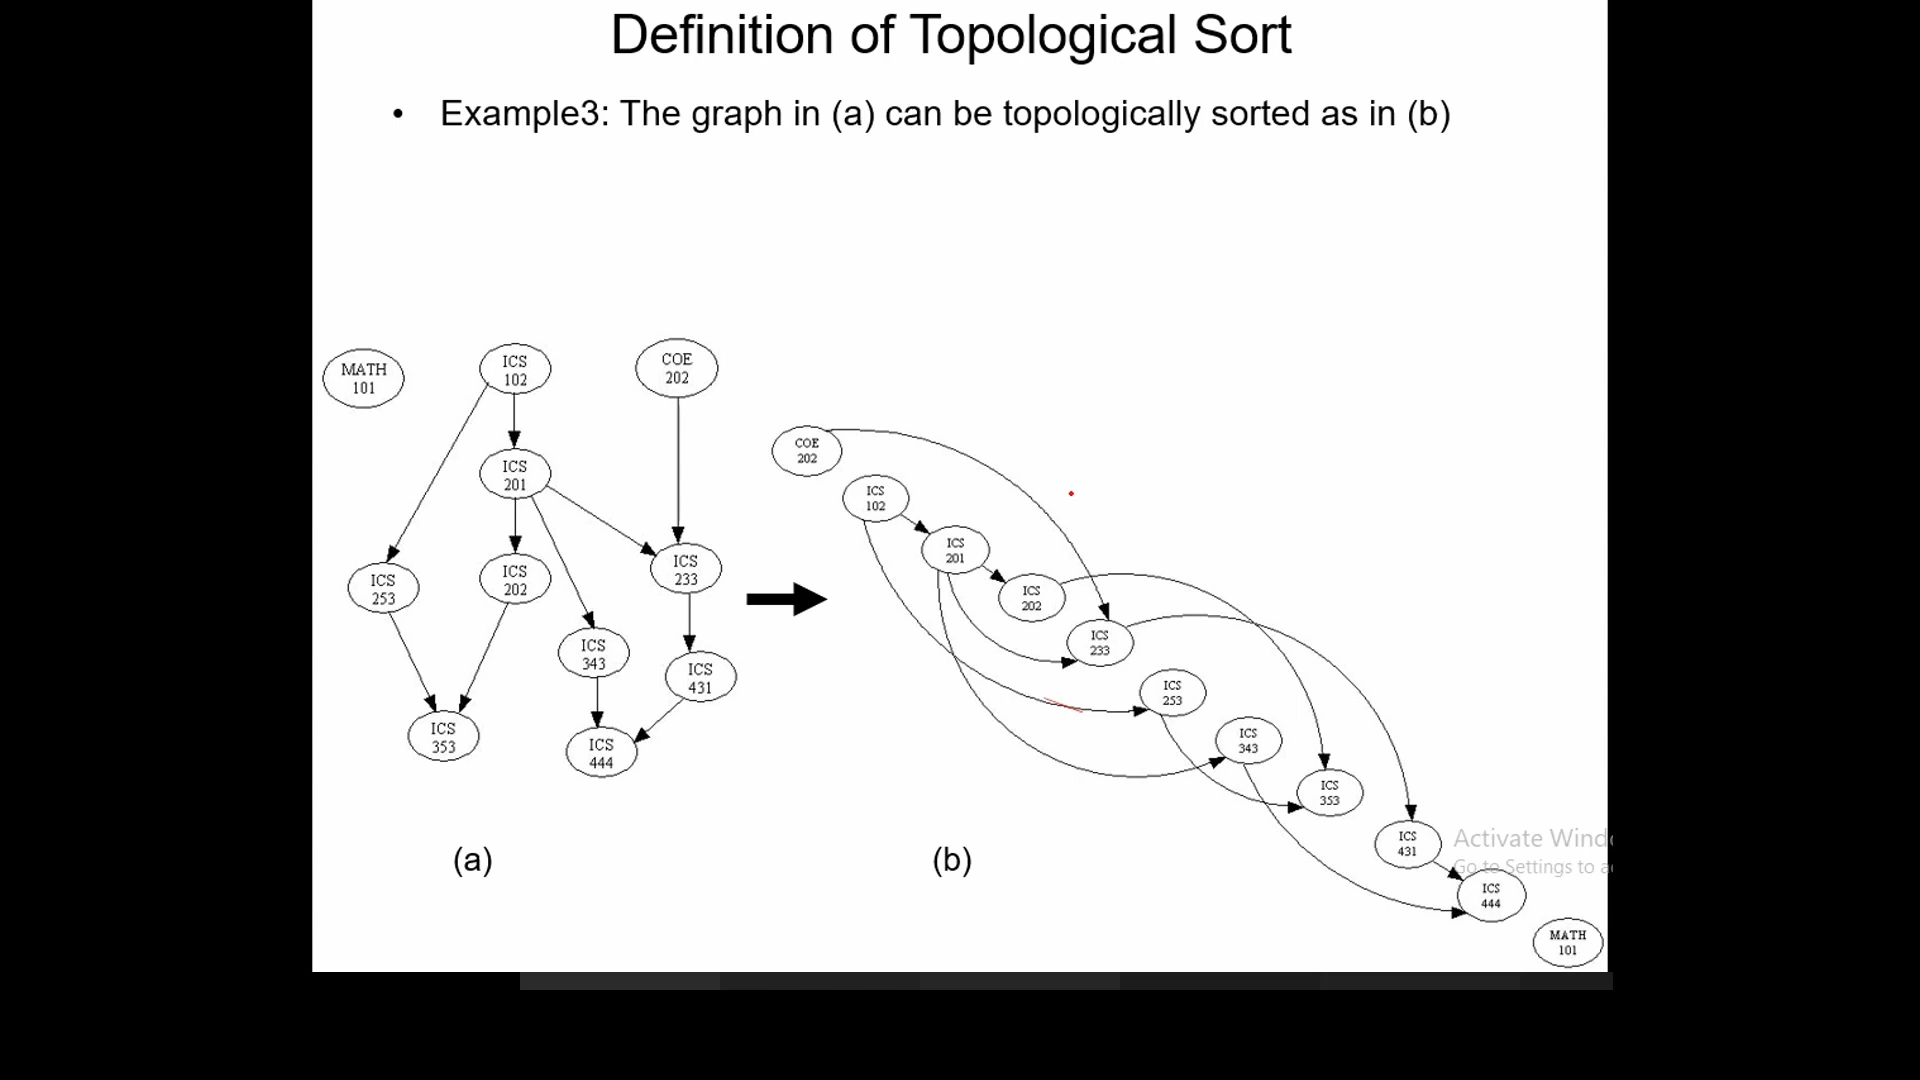 Definition of Topological Sort
• Example3: The graph in (a) can be topologically sorted as in (b)
MATH
101
ICS
102
COE
202
ICS
201
ICS
253
ICS
202
ICS
233
ICS
343
ICS
431
ICS
353
ICS
444
(a)
COE
202
ICS
102
ICS
201
ICS
202
ICS
233
ICS
253
ICS
343
ICS
353
ICS
431
ICS
444
MATH
101
(b)
Activate Wind
Go to Settings to a